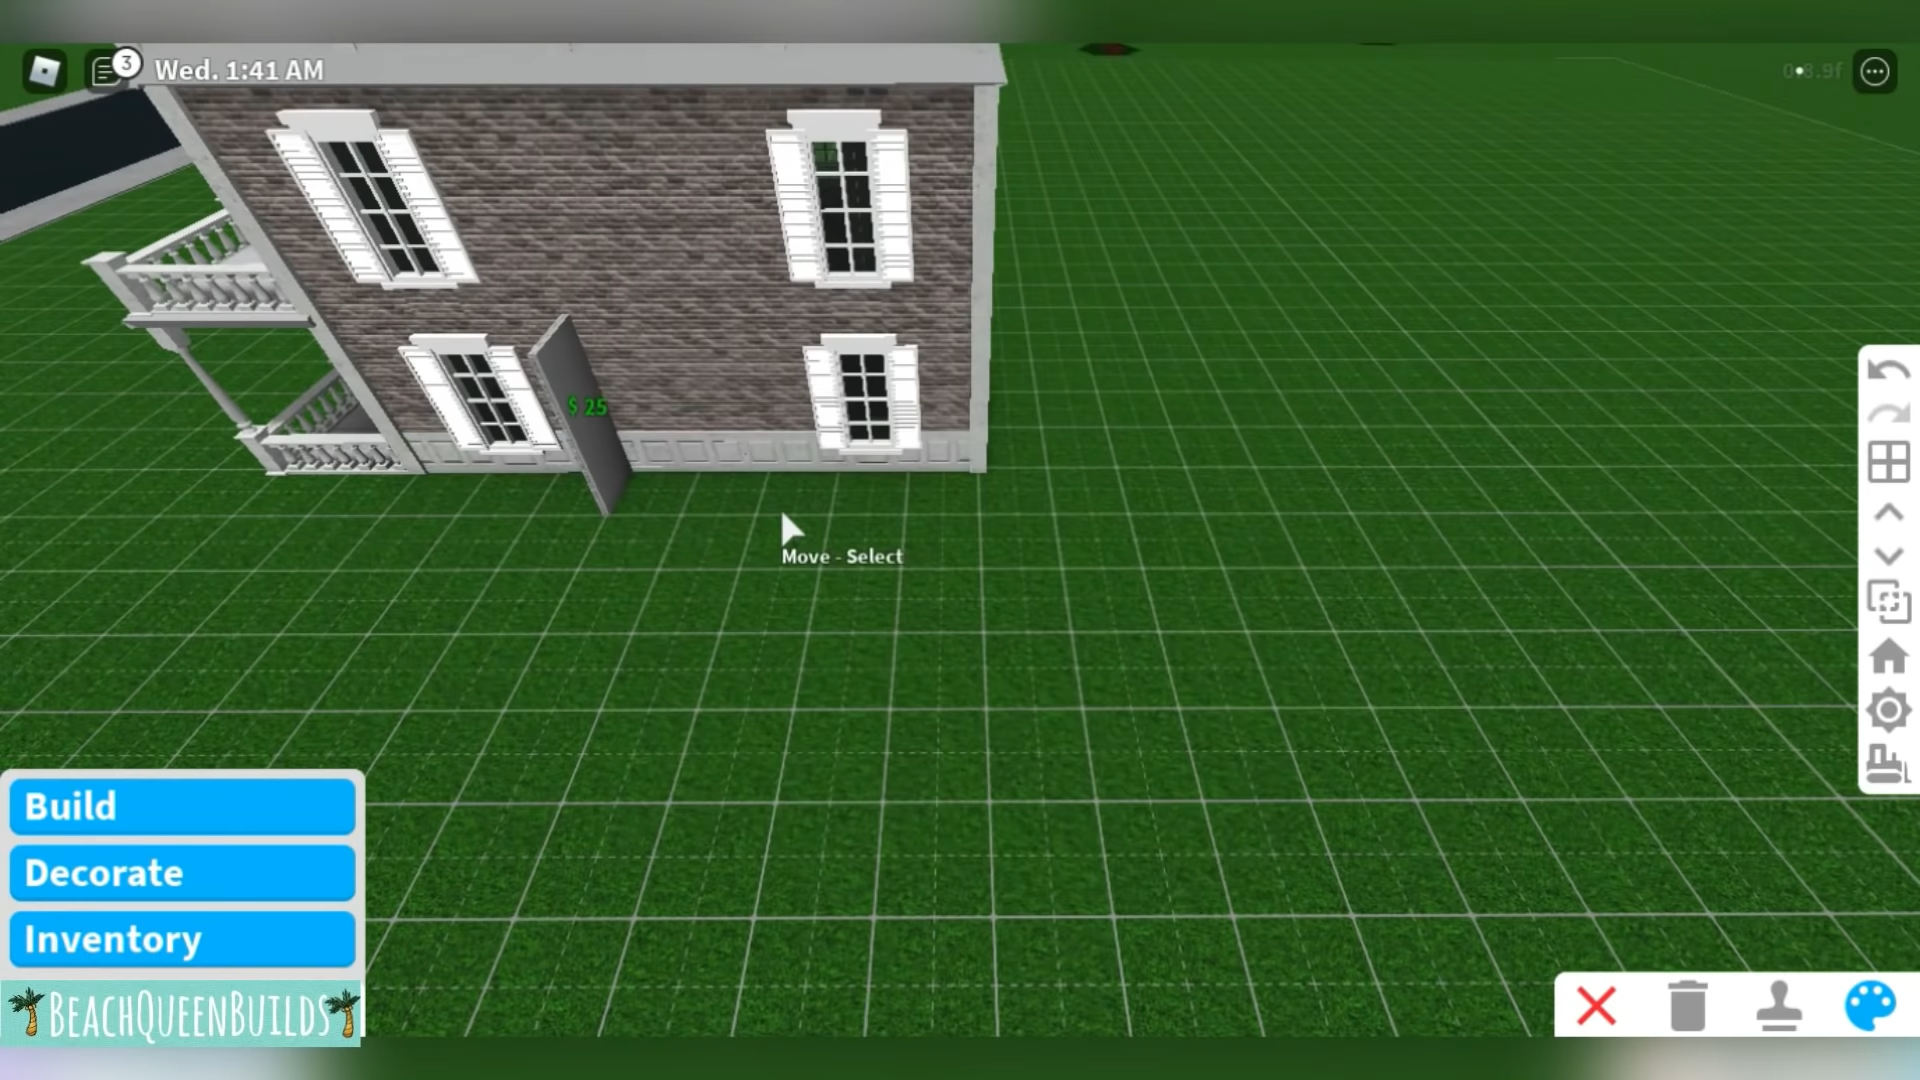 3
Wed. 1:41 AM
$ 25
Move - Select
Build
Decorate
Inventory
BEACHQUEENBUILDS